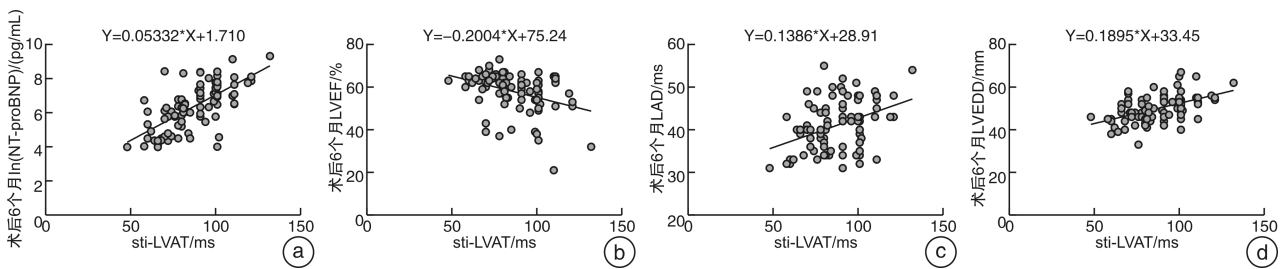 Y=0.05332*X+1.710
术后6个月ln(NT-proBNP)/(pg/mL)
10
8
6
4
2
0
0 50 100 150
sti-LVAT/ms
a
Y=−0.2004*X+75.24
术后6个月LVEF/%
80
60
40
20
0
0 50 100 150
sti-LVAT/ms
b
Y=0.1386*X+28.91
术后6个月LAD/ms
60
50
40
30
20
0 50 100 150
sti-LVAT/ms
c
Y=0.1895*X+33.45
术后6个月LVEDD/mm
80
60
40
20
0
0 50 100 150
sti-LVAT/ms
d